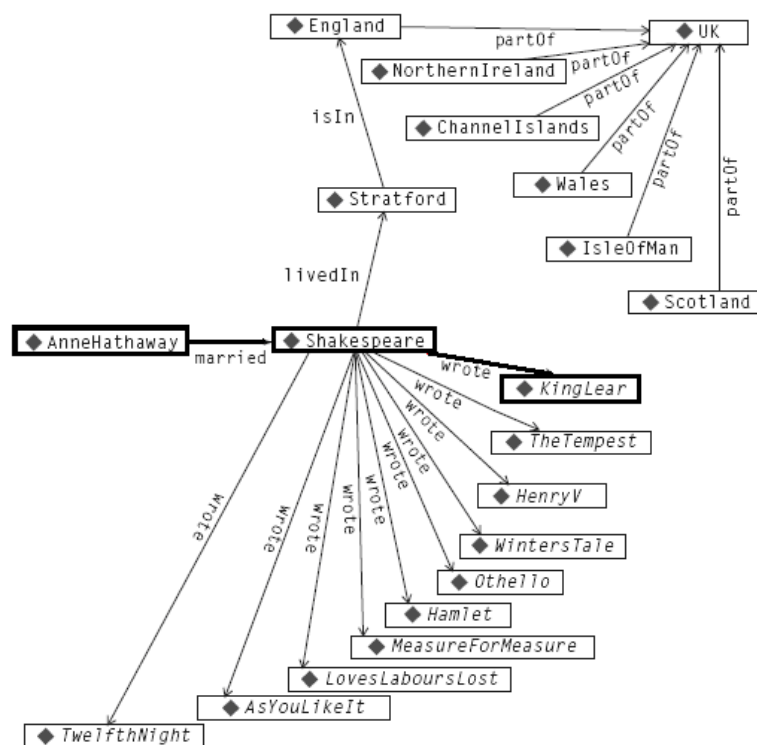 England
UK
partOf
NorthernIreland
partOf
partOf
ChannelIslands
isIn
partOf
Wales
partOf
Stratford
partOf
IsleOfMan
livedIn
Scotland
AnneHathaway
married
Shakespeare
wrote
KingLear
wrote
TheTempest
wrote
HenryV
wrote
WintersTale
wrote
Othello
wrote
Hamlet
wrote
MeasureForMeasure
wrote
LovesLaboursLost
wrote
AsYouLikeIt
wrote
TwelfthNight